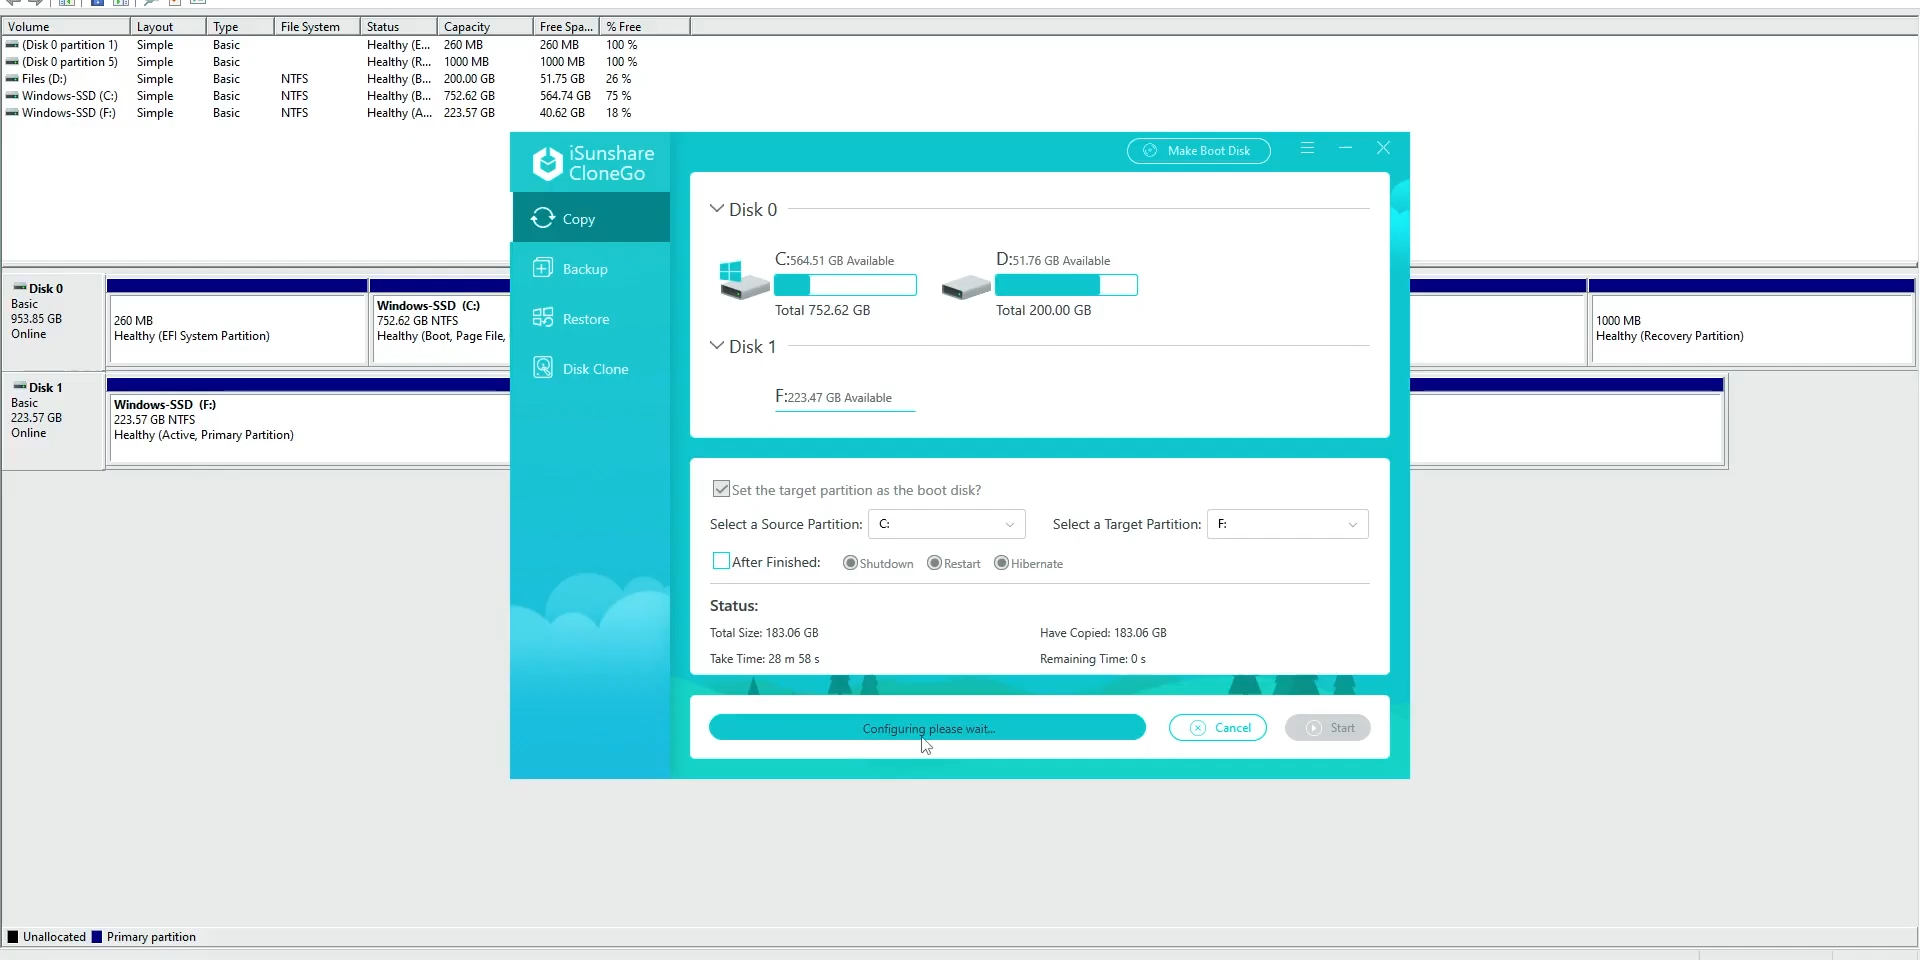 Volume Layout Type File System Status Capacity Free Spa... % Free
(Disk 0 partition 1) Simple Basic Healthy (E... 260 MB 260 MB 100 %
(Disk 0 partition 5) Simple Basic Healthy (R... 1000 MB 1000 MB 100 %
Files (D:) Simple Basic NTFS Healthy (B... 200.00 GB 51.75 GB 26 %
Windows-SSD (C:) Simple Basic NTFS Healthy (B... 752.62 GB 564.74 GB 75 %
Windows-SSD (F:) Simple Basic NTFS Healthy (A... 223.57 GB 40.62 GB 18 %
Disk 0
Basic
953.85 GB
Online
260 MB
Healthy (EFI System Partition)
Windows-SSD (C:)
752.62 GB NTFS
Healthy (Boot, Page File,
1000 MB
Healthy (Recovery Partition)
Disk 1
Basic
223.57 GB
Online
Windows-SSD (F:)
223.57 GB NTFS
Healthy (Active, Primary Partition)
iSunshare
CloneGo
Make Boot Disk
Copy
Backup
Restore
Disk Clone
Disk 0
C:564.51 GB Available
Total 752.62 GB
D:51.76 GB Available
Total 200.00 GB
Disk 1
F:223.47 GB Available
Set the target partition as the boot disk?
Select a Source Partition: C: Select a Target Partition: F:
After Finished: Shutdown Restart Hibernate
Status:
Total Size: 183.06 GB Have Copied: 183.06 GB
Take Time: 28 m 58 s Remaining Time: 0 s
Configuring please wait... Cancel Start
Unallocated Primary partition